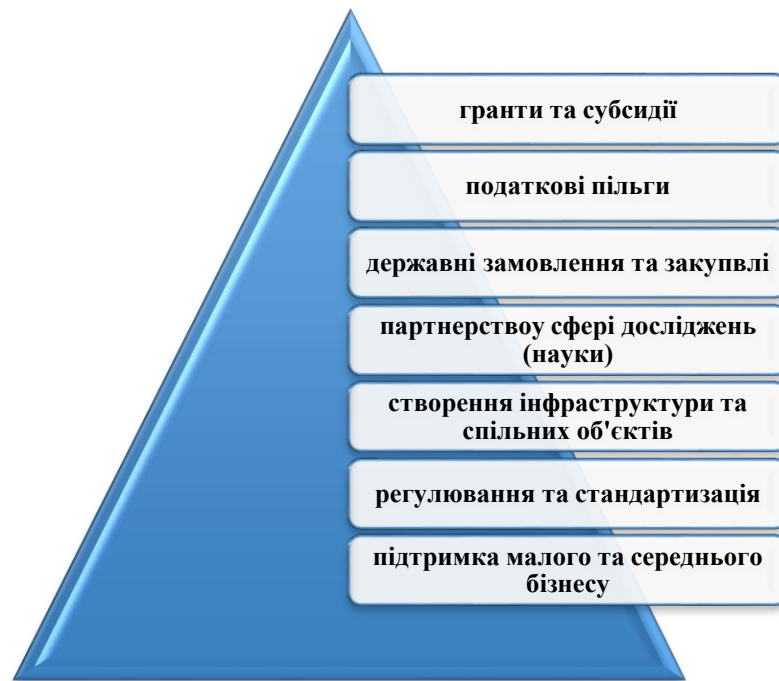 гранти та субсидії
податкові пільги
державні замовлення та закупвлі
партнерствоу сфері досліджень
(науки)
створення інфраструктури та
спільних об'єктів
регулювання та стандартизація
підтримка малого та середнього
бізнесу